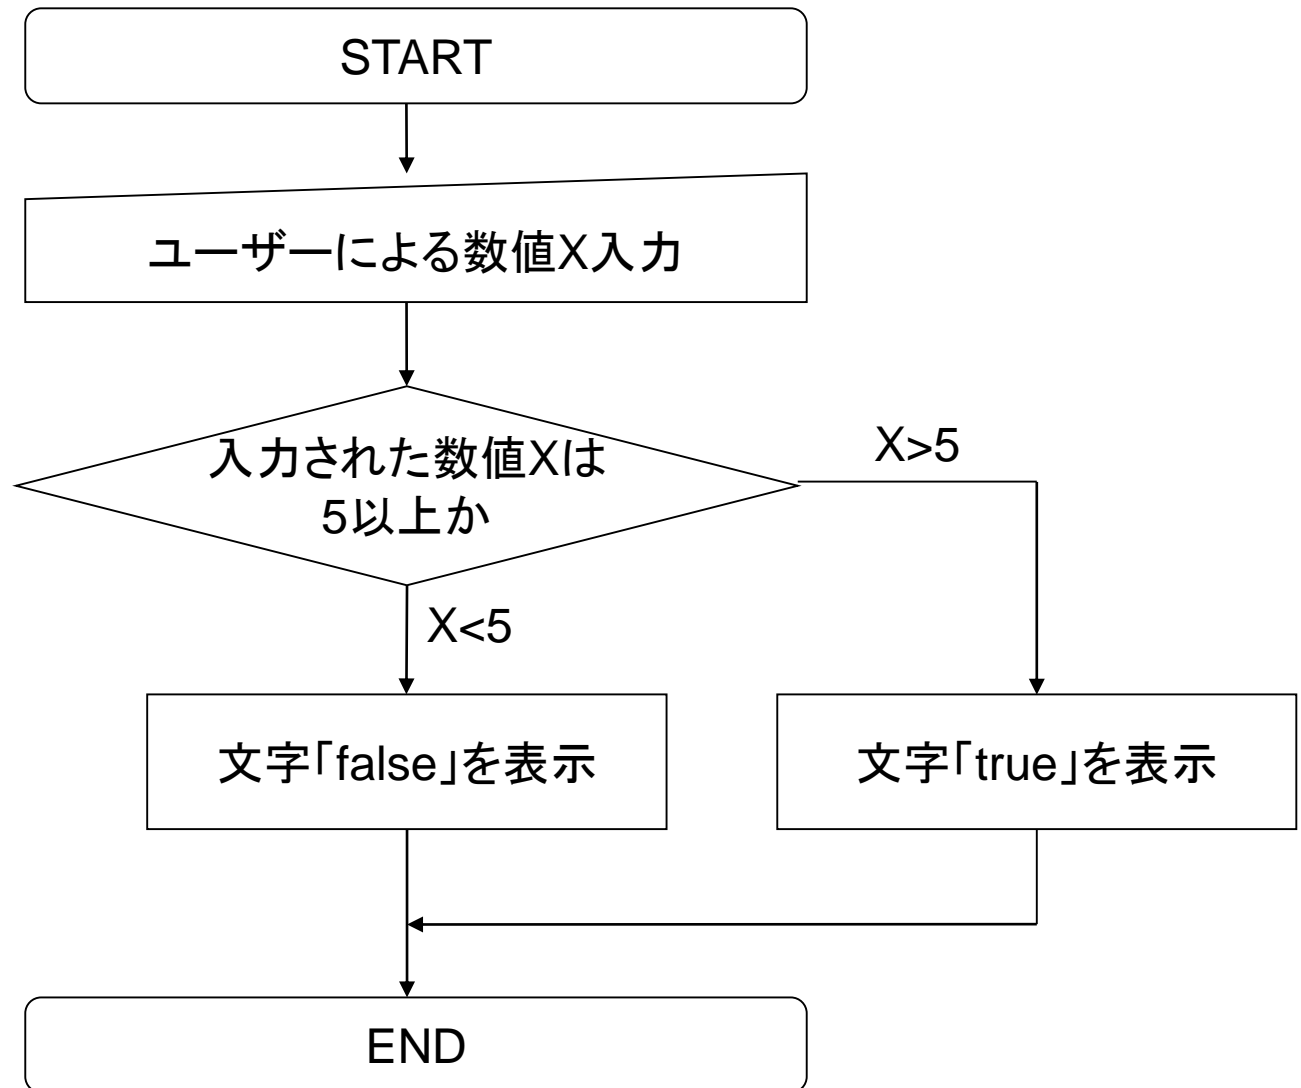 START
ユーザーによる数値X入力
入力された数値Xは
5以上か
X>5
X<5
文字｢false｣を表示
文字｢true｣を表示
END